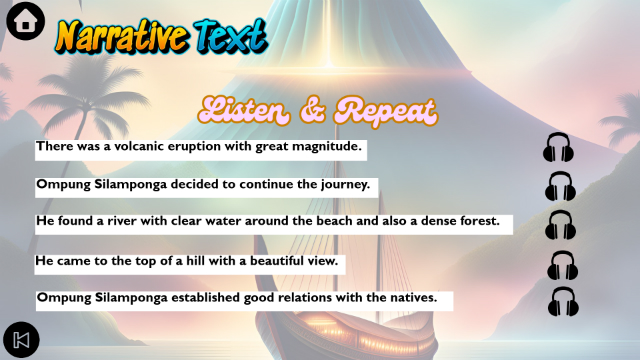 Narrative Text
Listen & Repeat
There was a volcanic eruption with great magnitude.
Ompung Silamponga decided to continue the journey.
He found a river with clear water around the beach and also a dense forest.
He came to the top of a hill with a beautiful view.
Ompung Silamponga established good relations with the natives.